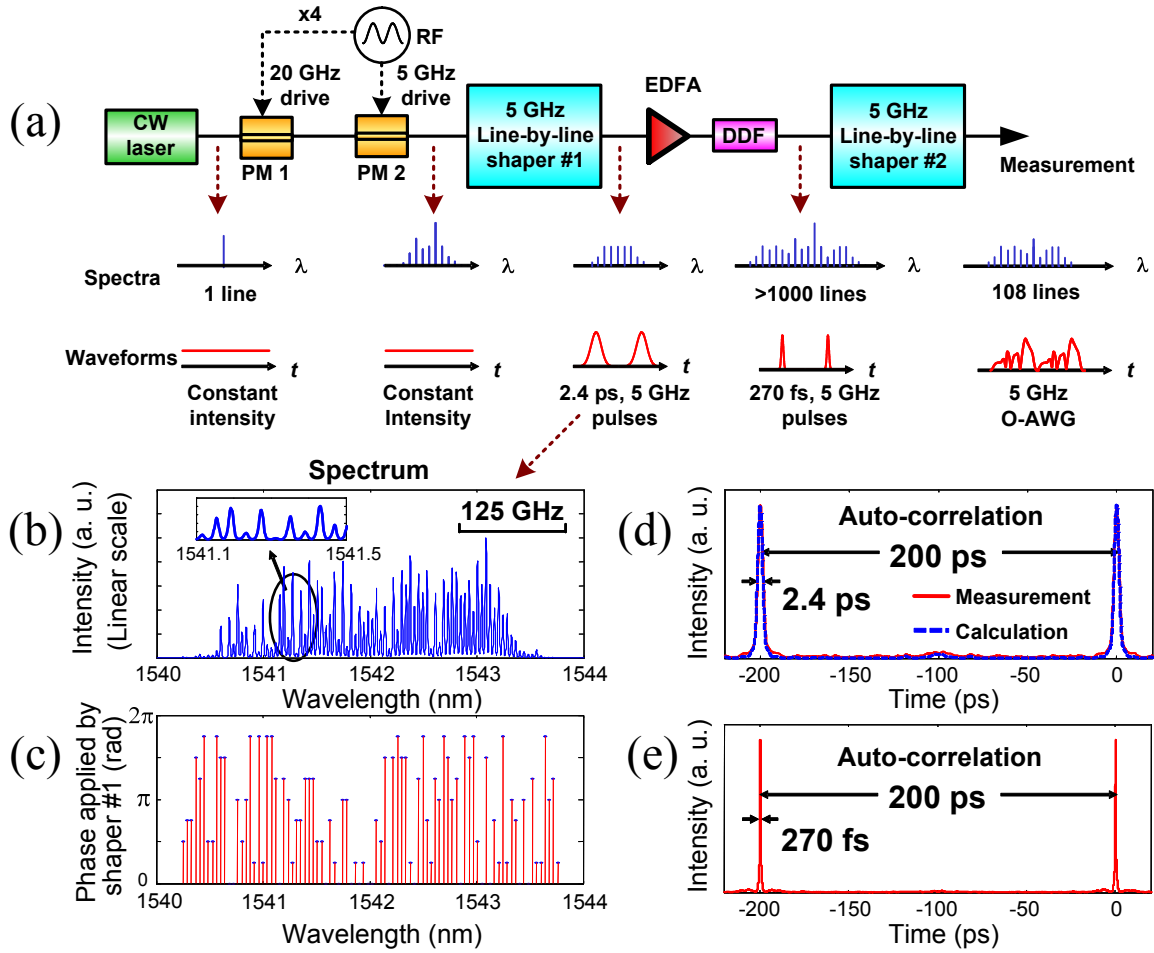 (a)
x4
RF
20 GHz
drive
5 GHz
drive
CW
laser
PM 1
PM 2
5 GHz
Line-by-line
shaper #1
EDFA
DDF
5 GHz
Line-by-line
shaper #2
Measurement
Spectra
λ
λ
λ
λ
λ
1 line
>1000 lines
108 lines
Waveforms
t
t
t
t
t
Constant
intensity
Constant
Intensity
2.4 ps, 5 GHz
pulses
270 fs, 5 GHz
pulses
5 GHz
O-AWG
(b)
Spectrum
Intensity (a. u.)
(Linear scale)
1541.1
1541.5
125 GHz
1540
1541
1542
1543
1544
Wavelength (nm)
(c)
Phase applied by
shaper #1 (rad)
2π
π
0
1540
1541
1542
1543
1544
Wavelength (nm)
(d)
Intensity (a. u.)
Auto-correlation
200 ps
2.4 ps
Measurement
Calculation
-200
-150
-100
-50
0
Time (ps)
(e)
Intensity (a. u.)
Auto-correlation
200 ps
270 fs
-200
-150
-100
-50
0
Time (ps)